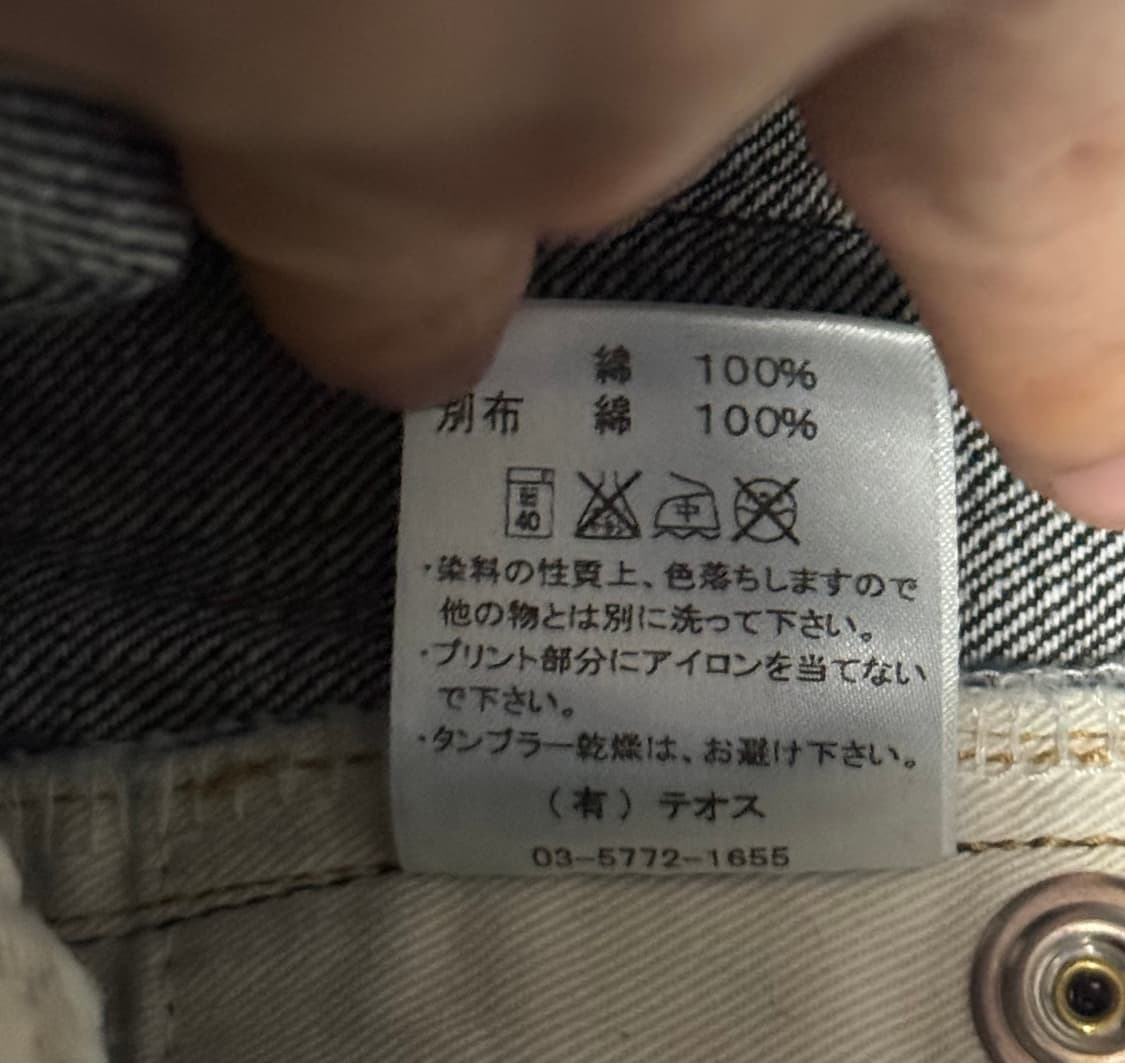 綿 100%
別布 綿 100%
40 中
・染料の性質上、色落ちしますので
他の物とは別に洗って下さい。
・プリント部分にアイロンを当てない
で下さい。
・タンブラー乾燥は、お避け下さい。
（有）テオス
03-5772-1655